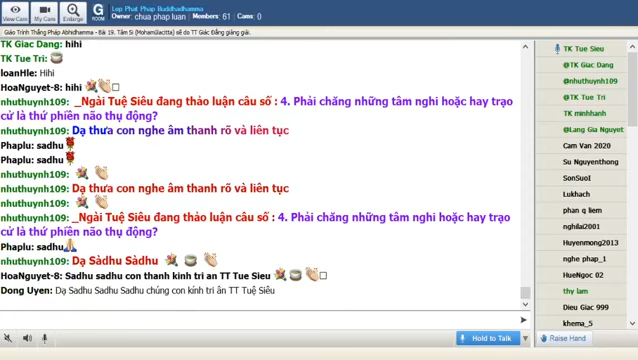 Lop Phat Phap Buddhadhamma
Owner: chua phap luan Members: 61 Cams: 0
View Cam My Cam Enlarge G ROOM
Giáo Trình Thắng Pháp Abhidhamma - Bài 19. Tâm Si (MohamGiacitta) sẽ do TT Giác Đẳng giảng giải.
TK Giac Dang: hihi
TK Tue Tri:
loanHle: Hihi
HoaNguyet-8: hihi
nhuthuynh109: _Ngài Tuệ Siêu đang thảo luận câu số : 4. Phải chăng những tâm nghi hoặc hay trạo
cử là thứ phiền não thụ động?
nhuthuynh109: Dạ thưa con nghe âm thanh rõ và liên tục
Phaplu: sadhu
Phaplu: sadhu
nhuthuynh109:
nhuthuynh109: Dạ thưa con nghe âm thanh rõ và liên tục
nhuthuynh109:
nhuthuynh109: _Ngài Tuệ Siêu đang thảo luận câu số : 4. Phải chăng những tâm nghi hoặc hay trạo
cử là thứ phiền não thụ động?
Phaplu: sadhu
nhuthuynh109: Dạ Sàdhu Sàdhu
HoaNguyet-8: Sadhu sadhu con thanh kinh tri an TT Tue Sieu
Dong Uyen: Dạ Sadhu Sadhu Sadhu chúng con kính tri ân TT Tuệ Siêu
TK Tue Sieu
@TK Giac Dang
@nhuthuynh109
@TK Tue Tri
TK minhhanh
@Lang Gia Nguyet
Cam Van 2020
Su Nguyenthong
SonSuoI
Lukhach
phan q liem
nghilai2001
Huyenmong2013
nghe phap_1
HueNgoc 02
thy lam
Dieu Giac 999
khema_5
Hold to Talk
Raise Hand